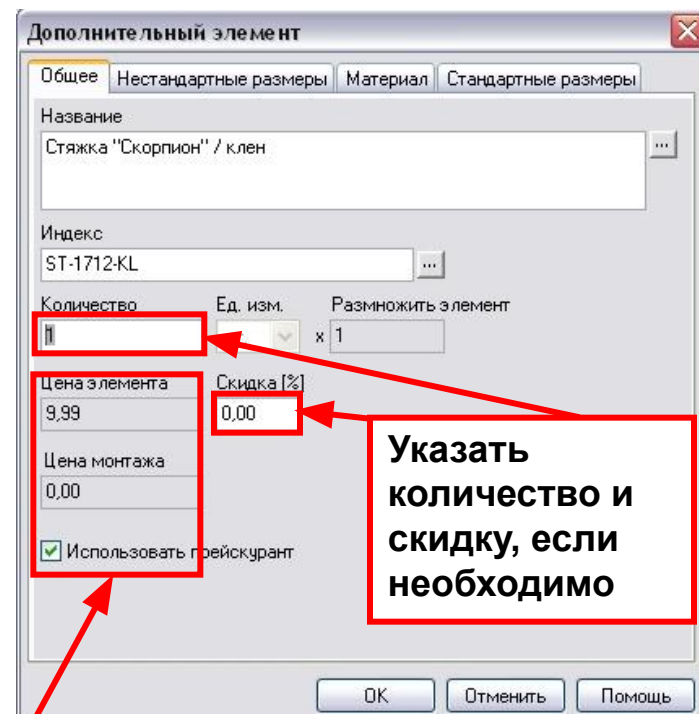 Дополнительный элемент
Общее Нестандартные размеры Материал Стандартные размеры
Название
Стяжка "Скорпион" / клен
...
Индекс
ST-1712-KL ...
Количество Ед. изм. Размножить элемент
1 x 1
Цена элемента Скидка [%]
9,99 0,00
Цена монтажа
0,00
Использовать прейскурант
Указать
количество и
скидку, если
необходимо
OK Отменить Помощь